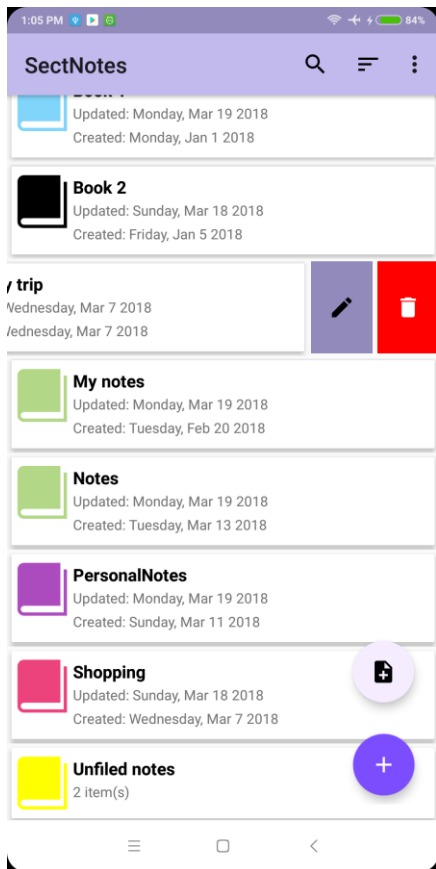 1:05 PM
84%
SectNotes
Updated: Monday, Mar 19 2018
Created: Monday, Jan 1 2018
Book 2
Updated: Sunday, Mar 18 2018
Created: Friday, Jan 5 2018
trip
Wednesday, Mar 7 2018
Wednesday, Mar 7 2018
My notes
Updated: Monday, Mar 19 2018
Created: Tuesday, Feb 20 2018
Notes
Updated: Monday, Mar 19 2018
Created: Tuesday, Mar 13 2018
PersonalNotes
Updated: Monday, Mar 19 2018
Created: Sunday, Mar 11 2018
Shopping
Updated: Sunday, Mar 18 2018
Created: Wednesday, Mar 7 2018
Unfiled notes
2 item(s)